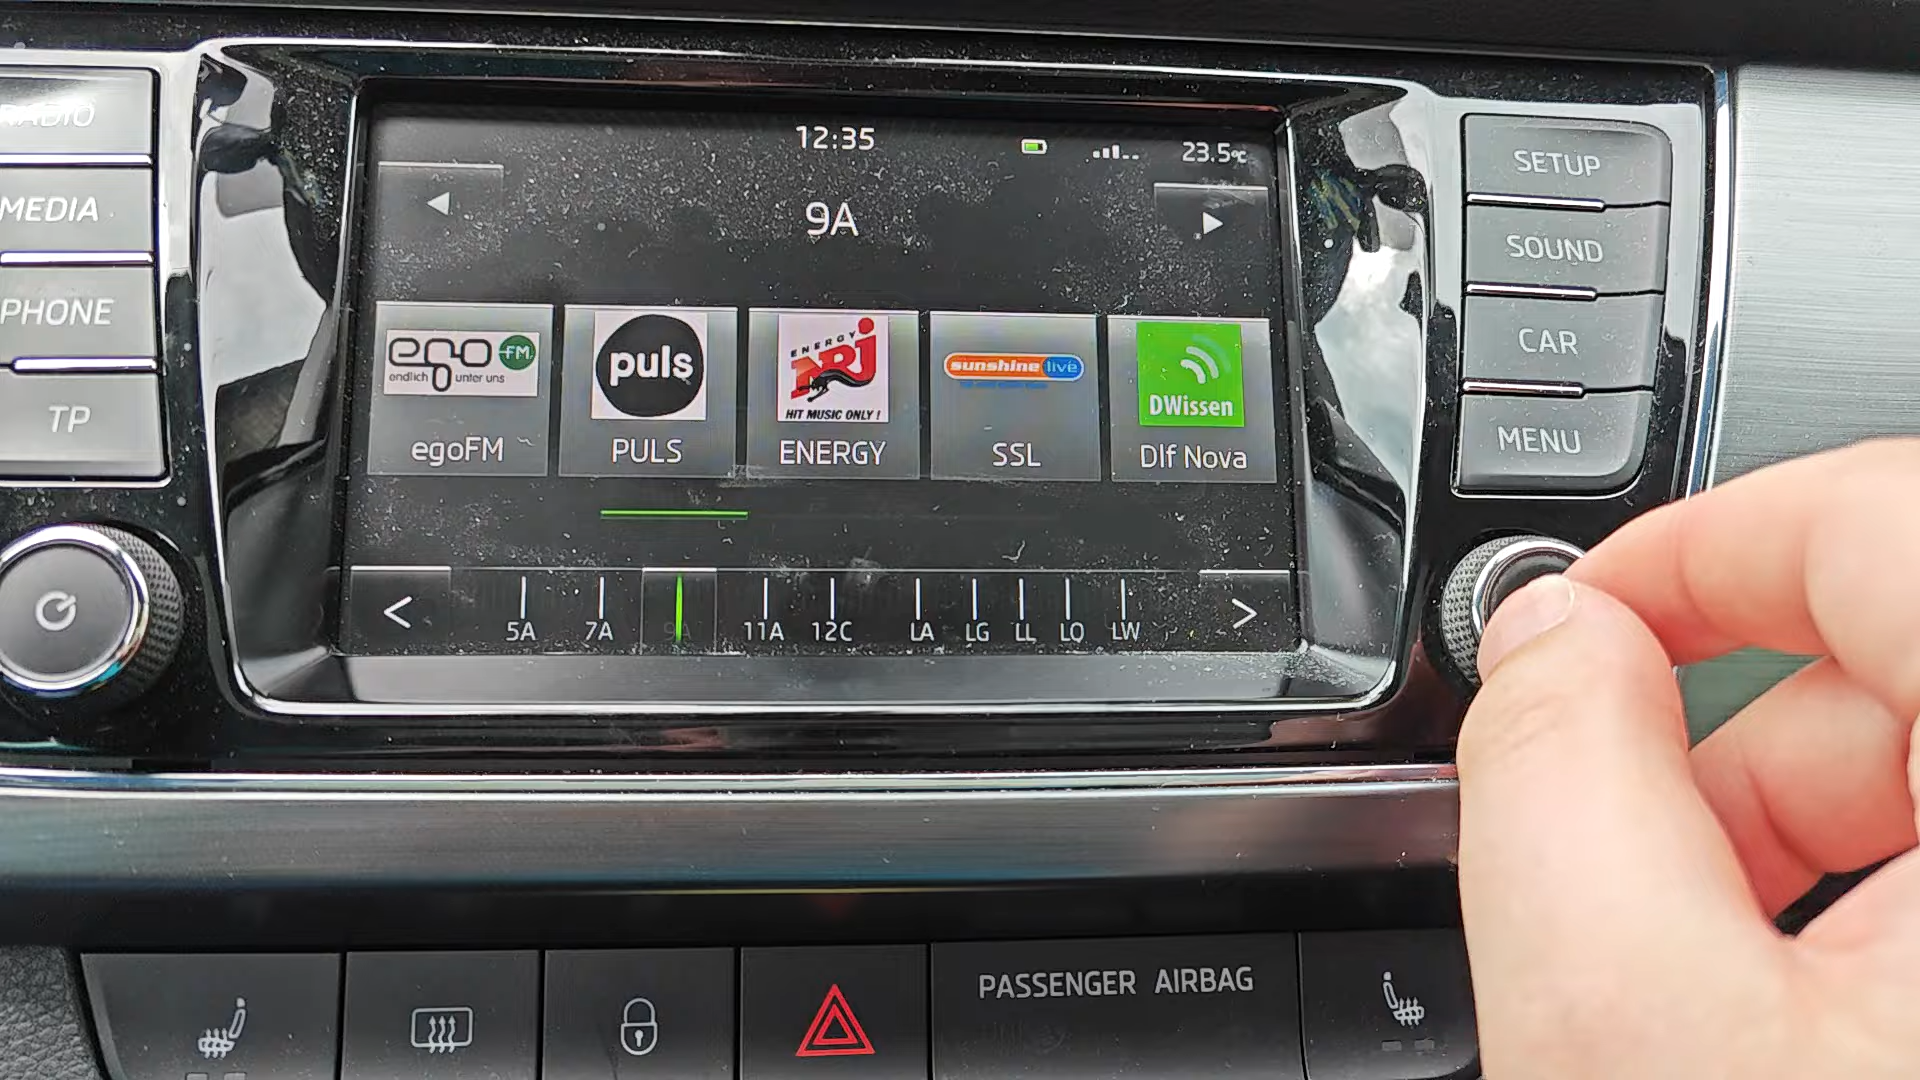 RADIO
MEDIA
PHONE
TP
12:35
23.5°C
9A
ego FM
endlich unter uns
egoFM
puls
PULS
ENERGY
NRJ
HIT MUSIC ONLY !
ENERGY
sunshine live
SSL
DWissen
Dlf Nova
< 5A 7A 9A 11A 12C LA LG LL LO LW >
SETUP
SOUND
CAR
MENU
PASSENGER AIRBAG